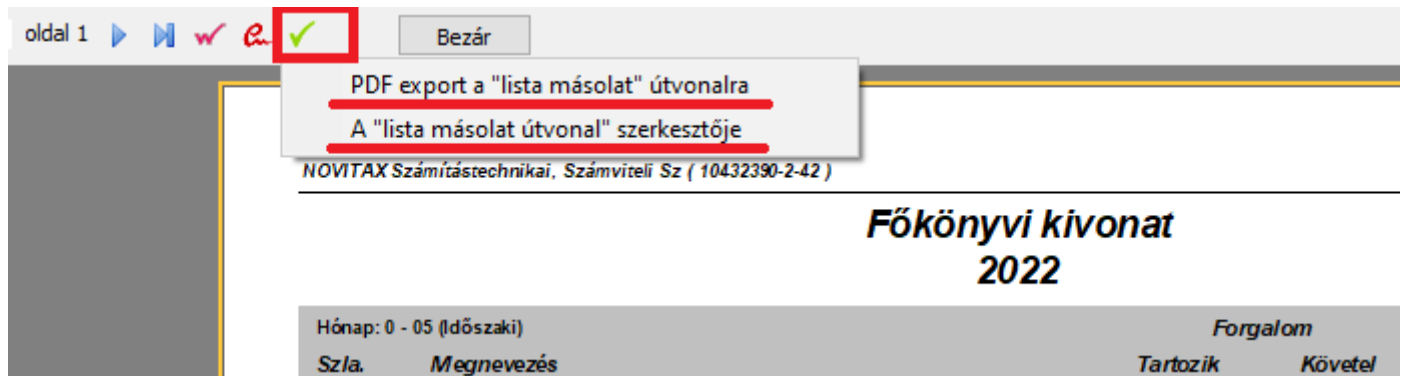 oldal 1 Bezár
PDF export a "lista másolat" útvonalra
A "lista másolat útvonal" szerkesztője
NOVITAX Számítástechnikai, Számviteli Sz ( 10432390-2-42 )
Főkönyvi kivonat
2022
Hónap: 0 - 05 (Időszaki) Forgalom
Szla. Megnevezés Tartozik Követel